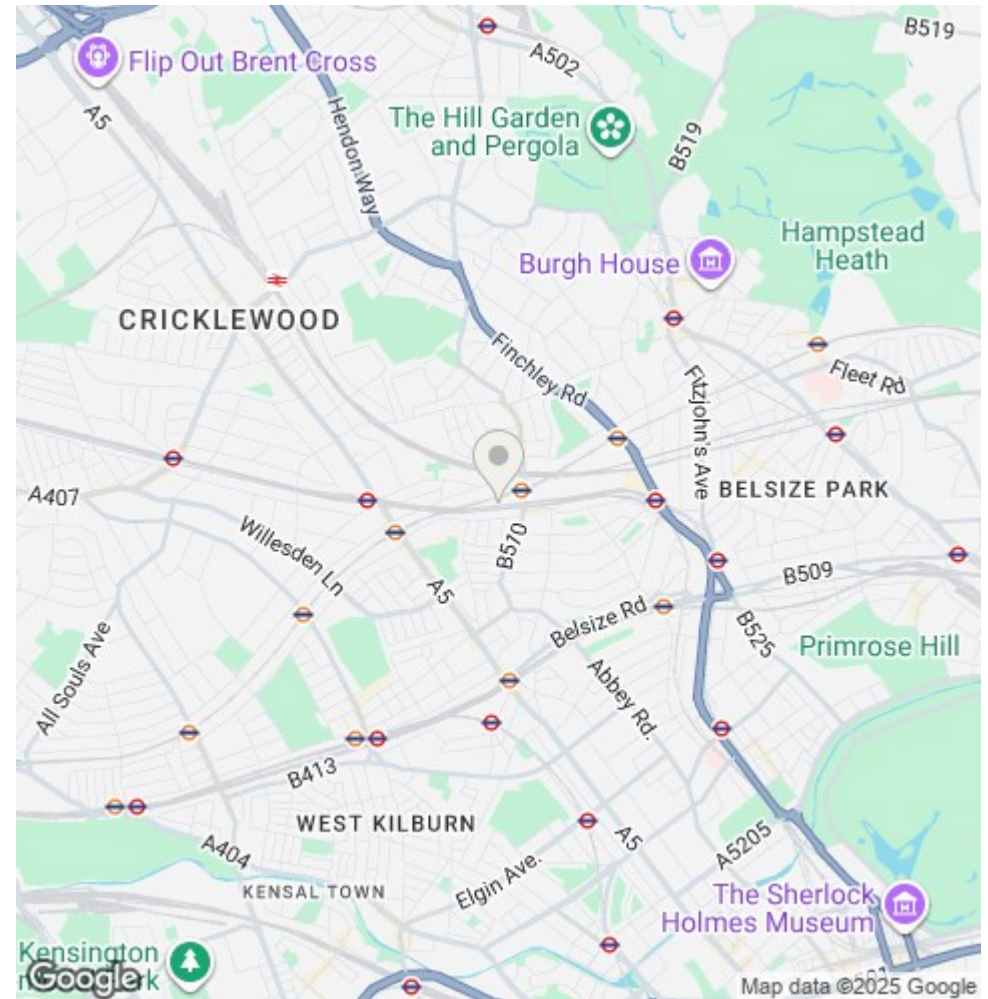 B519
A502
Flip Out Brent Cross
A5
Hendon Way
The Hill Garden
and Pergola
B519
Hampstead
Heath
Burgh House
CRICKLEWOOD
Finchley Rd
Fitzjohn's Ave
Fleet Rd
A407
BELSIZE PARK
Willesden Ln
B510
A5
B509
Belsize Rd
B525
Primrose Hill
All Souls Ave
Abbey Rd.
B413
WEST KILBURN
A5
A5205
A404
Elgin Ave.
KENSAL TOWN
The Sherlock
Holmes Museum
Kensington
Google
Map data ©2025 Google